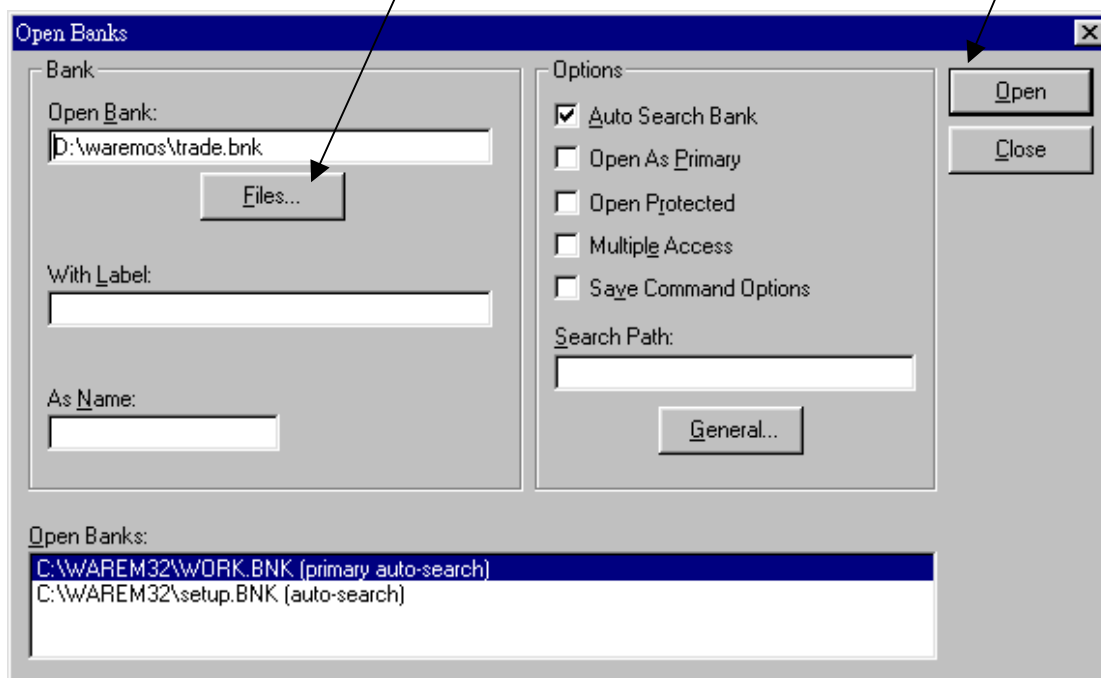 Open Banks
Bank
Open Bank:
D:\waremos\trade.bnk
Files...
With Label:
As Name:
Options
Auto Search Bank
Open As Primary
Open Protected
Multiple Access
Save Command Options
Search Path:
General...
Open
Close
Open Banks:
C:\WAREM32\WORK.BNK (primary auto-search)
C:\WAREM32\setup.BNK (auto-search)